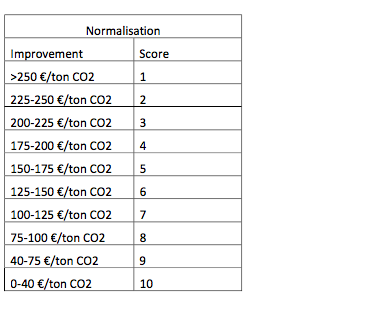 Normalisation
Improvement Score
>250 €/ton CO2 1
225-250 €/ton CO2 2
200-225 €/ton CO2 3
175-200 €/ton CO2 4
150-175 €/ton CO2 5
125-150 €/ton CO2 6
100-125 €/ton CO2 7
75-100 €/ton CO2 8
40-75 €/ton CO2 9
0-40 €/ton CO2 10